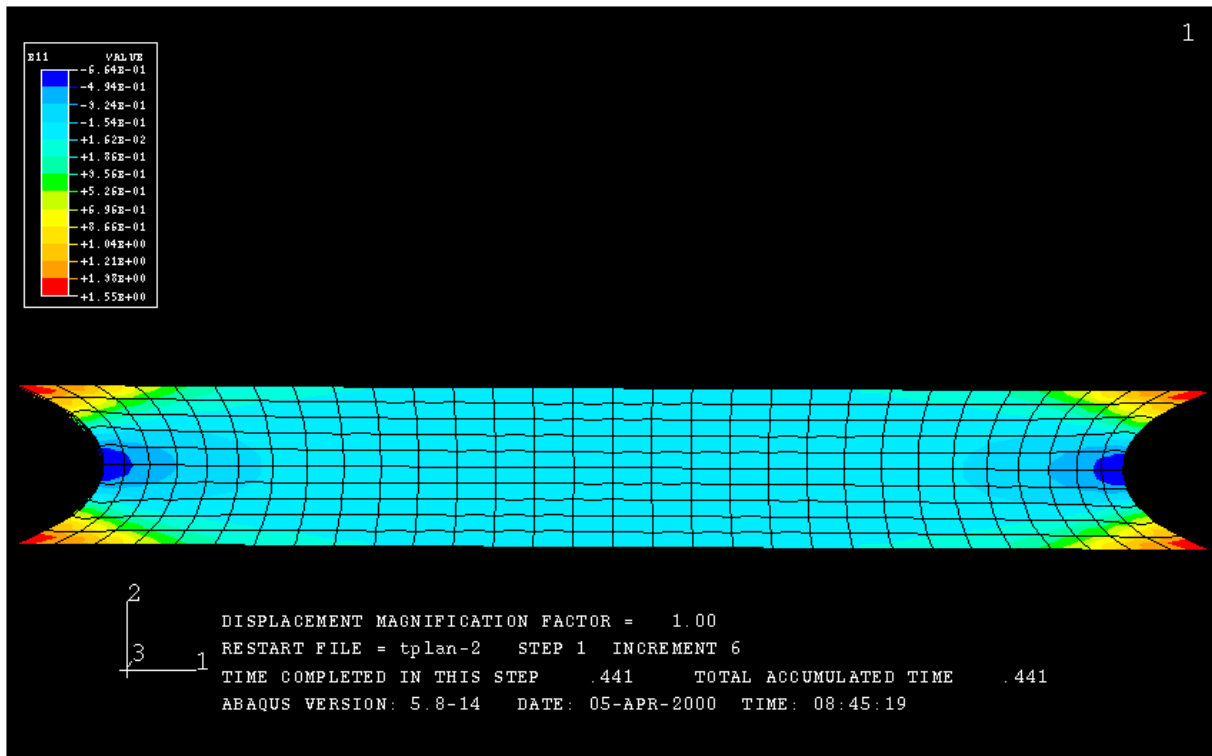 1
E11 VALUE
-6.64E-01
-4.94E-01
-3.24E-01
-1.54E-01
+1.62E-02
+1.86E-01
+3.56E-01
+5.26E-01
+6.96E-01
+8.66E-01
+1.04E+00
+1.21E+00
+1.38E+00
+1.55E+00
2
3 1
DISPLACEMENT MAGNIFICATION FACTOR = 1.00
RESTART FILE = tplan-2 STEP 1 INCREMENT 6
TIME COMPLETED IN THIS STEP .441 TOTAL ACCUMULATED TIME .441
ABAQUS VERSION: 5.8-14 DATE: 05-APR-2000 TIME: 08:45:19